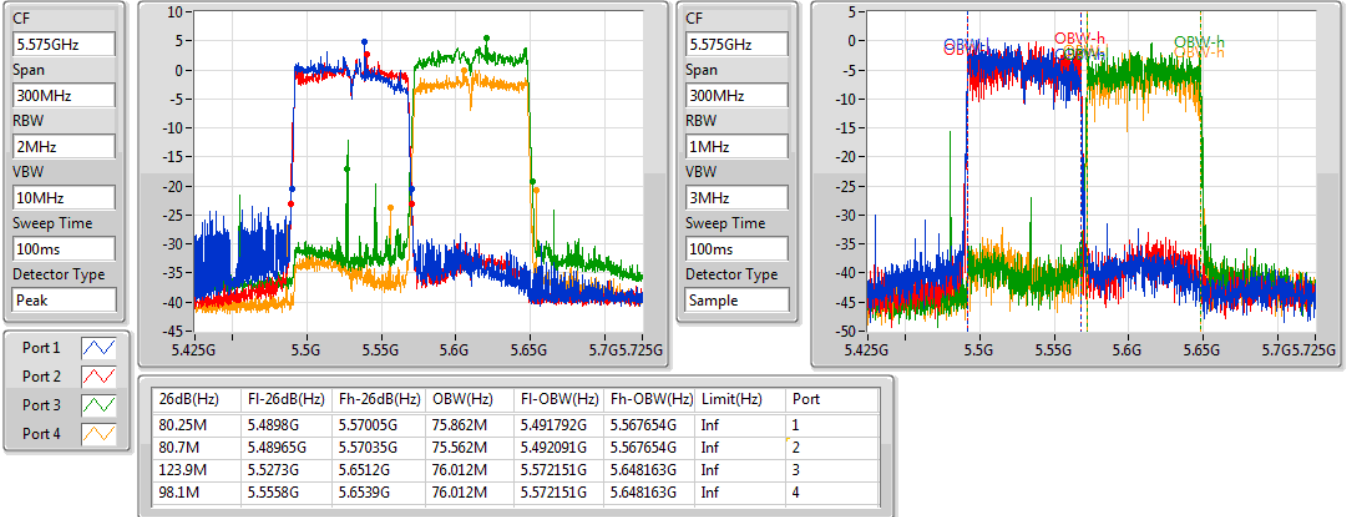 CF
5.575GHz
Span
300MHz
RBW
2MHz
VBW
10MHz
Sweep Time
100ms
Detector Type
Peak
10
5
0
-5
-10
-15
-20
-25
-30
-35
-40
-45
5.425G 5.5G 5.55G 5.6G 5.65G 5.7G 5.725G
CF
5.575GHz
Span
300MHz
RBW
1MHz
VBW
3MHz
Sweep Time
100ms
Detector Type
Sample
5
0
-5
-10
-15
-20
-25
-30
-35
-40
-45
-50
OBW-h
OBW-h
OBW-h
5.425G 5.5G 5.55G 5.6G 5.65G 5.7G 5.725G
Port 1
Port 2
Port 3
Port 4
26dB(Hz) Fl-26dB(Hz) Fh-26dB(Hz) OBW(Hz) Fl-OBW(Hz) Fh-OBW(Hz) Limit(Hz) Port
80.25M 5.4898G 5.57005G 75.862M 5.491792G 5.567654G Inf 1
80.7M 5.48965G 5.57035G 75.562M 5.492091G 5.567654G Inf 2
123.9M 5.5273G 5.6512G 76.012M 5.572151G 5.648163G Inf 3
98.1M 5.5558G 5.6539G 76.012M 5.572151G 5.648163G Inf 4